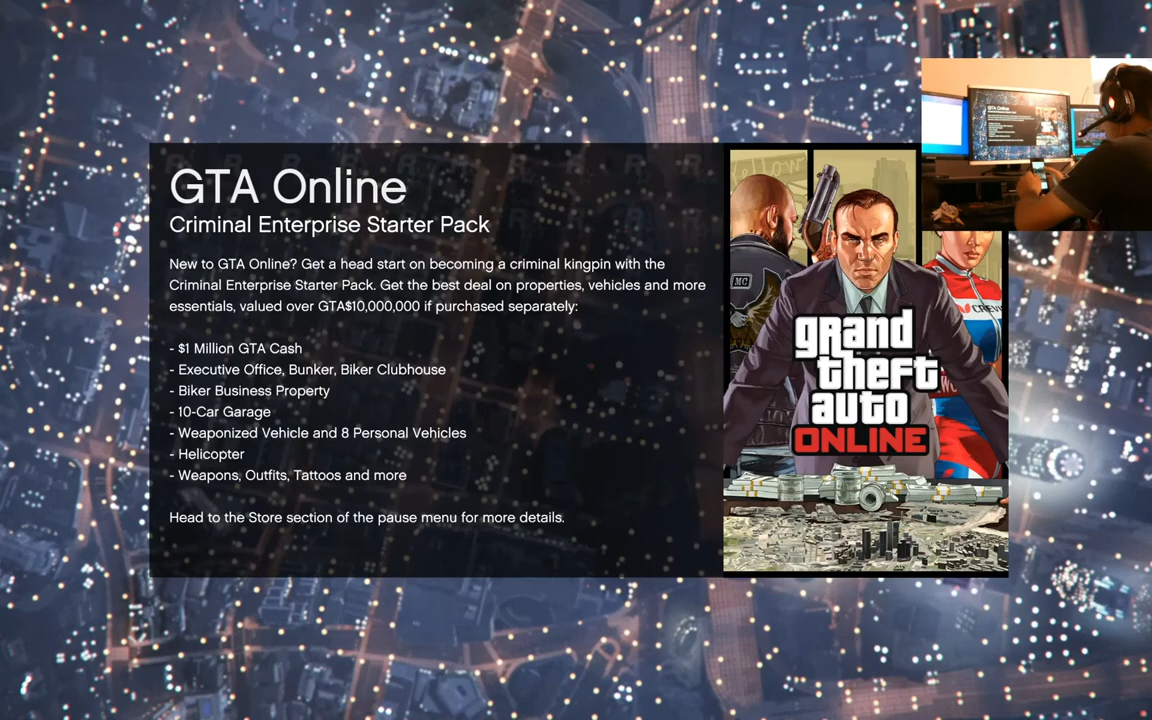 GTA Online
Criminal Enterprise Starter Pack
New to GTA Online? Get a head start on becoming a criminal kingpin with the
Criminal Enterprise Starter Pack. Get the best deal on properties, vehicles and more
essentials, valued over GTA$10,000,000 if purchased separately:
- $1 Million GTA Cash
- Executive Office, Bunker, Biker Clubhouse
- Biker Business Property
- 10-Car Garage
- Weaponized Vehicle and 8 Personal Vehicles
- Helicopter
- Weapons, Outfits, Tattoos and more
Head to the Store section of the pause menu for more details.
MC
grand
theft
auto
ONLINE